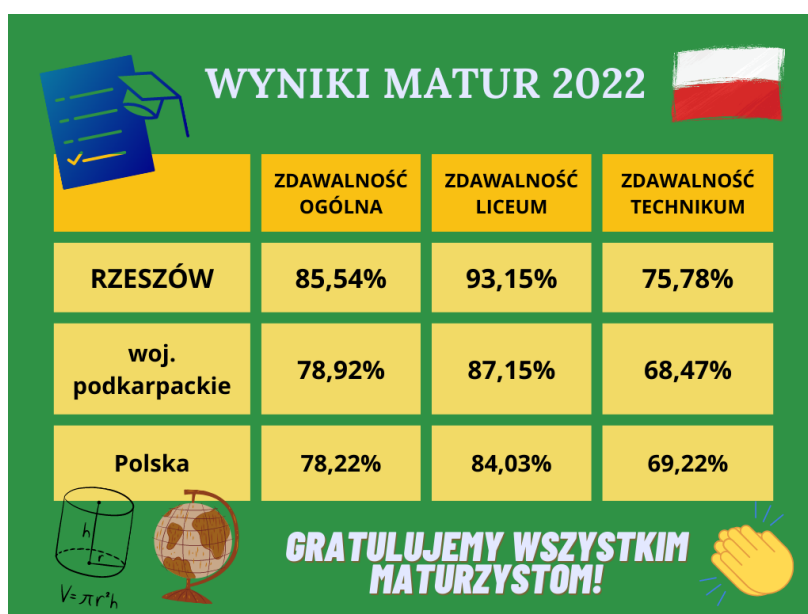 WYNIKI MATUR 2022
ZDAWALNOŚĆ
OGÓLNA
ZDAWALNOŚĆ
LICEUM
ZDAWALNOŚĆ
TECHNIKUM
RZESZÓW 85,54% 93,15% 75,78%
woj.
podkarpackie 78,92% 87,15% 68,47%
Polska 78,22% 84,03% 69,22%
h
r
V=πr²h
GRATULUJEMY WSZYSTKIM
MATURZYSTOM!